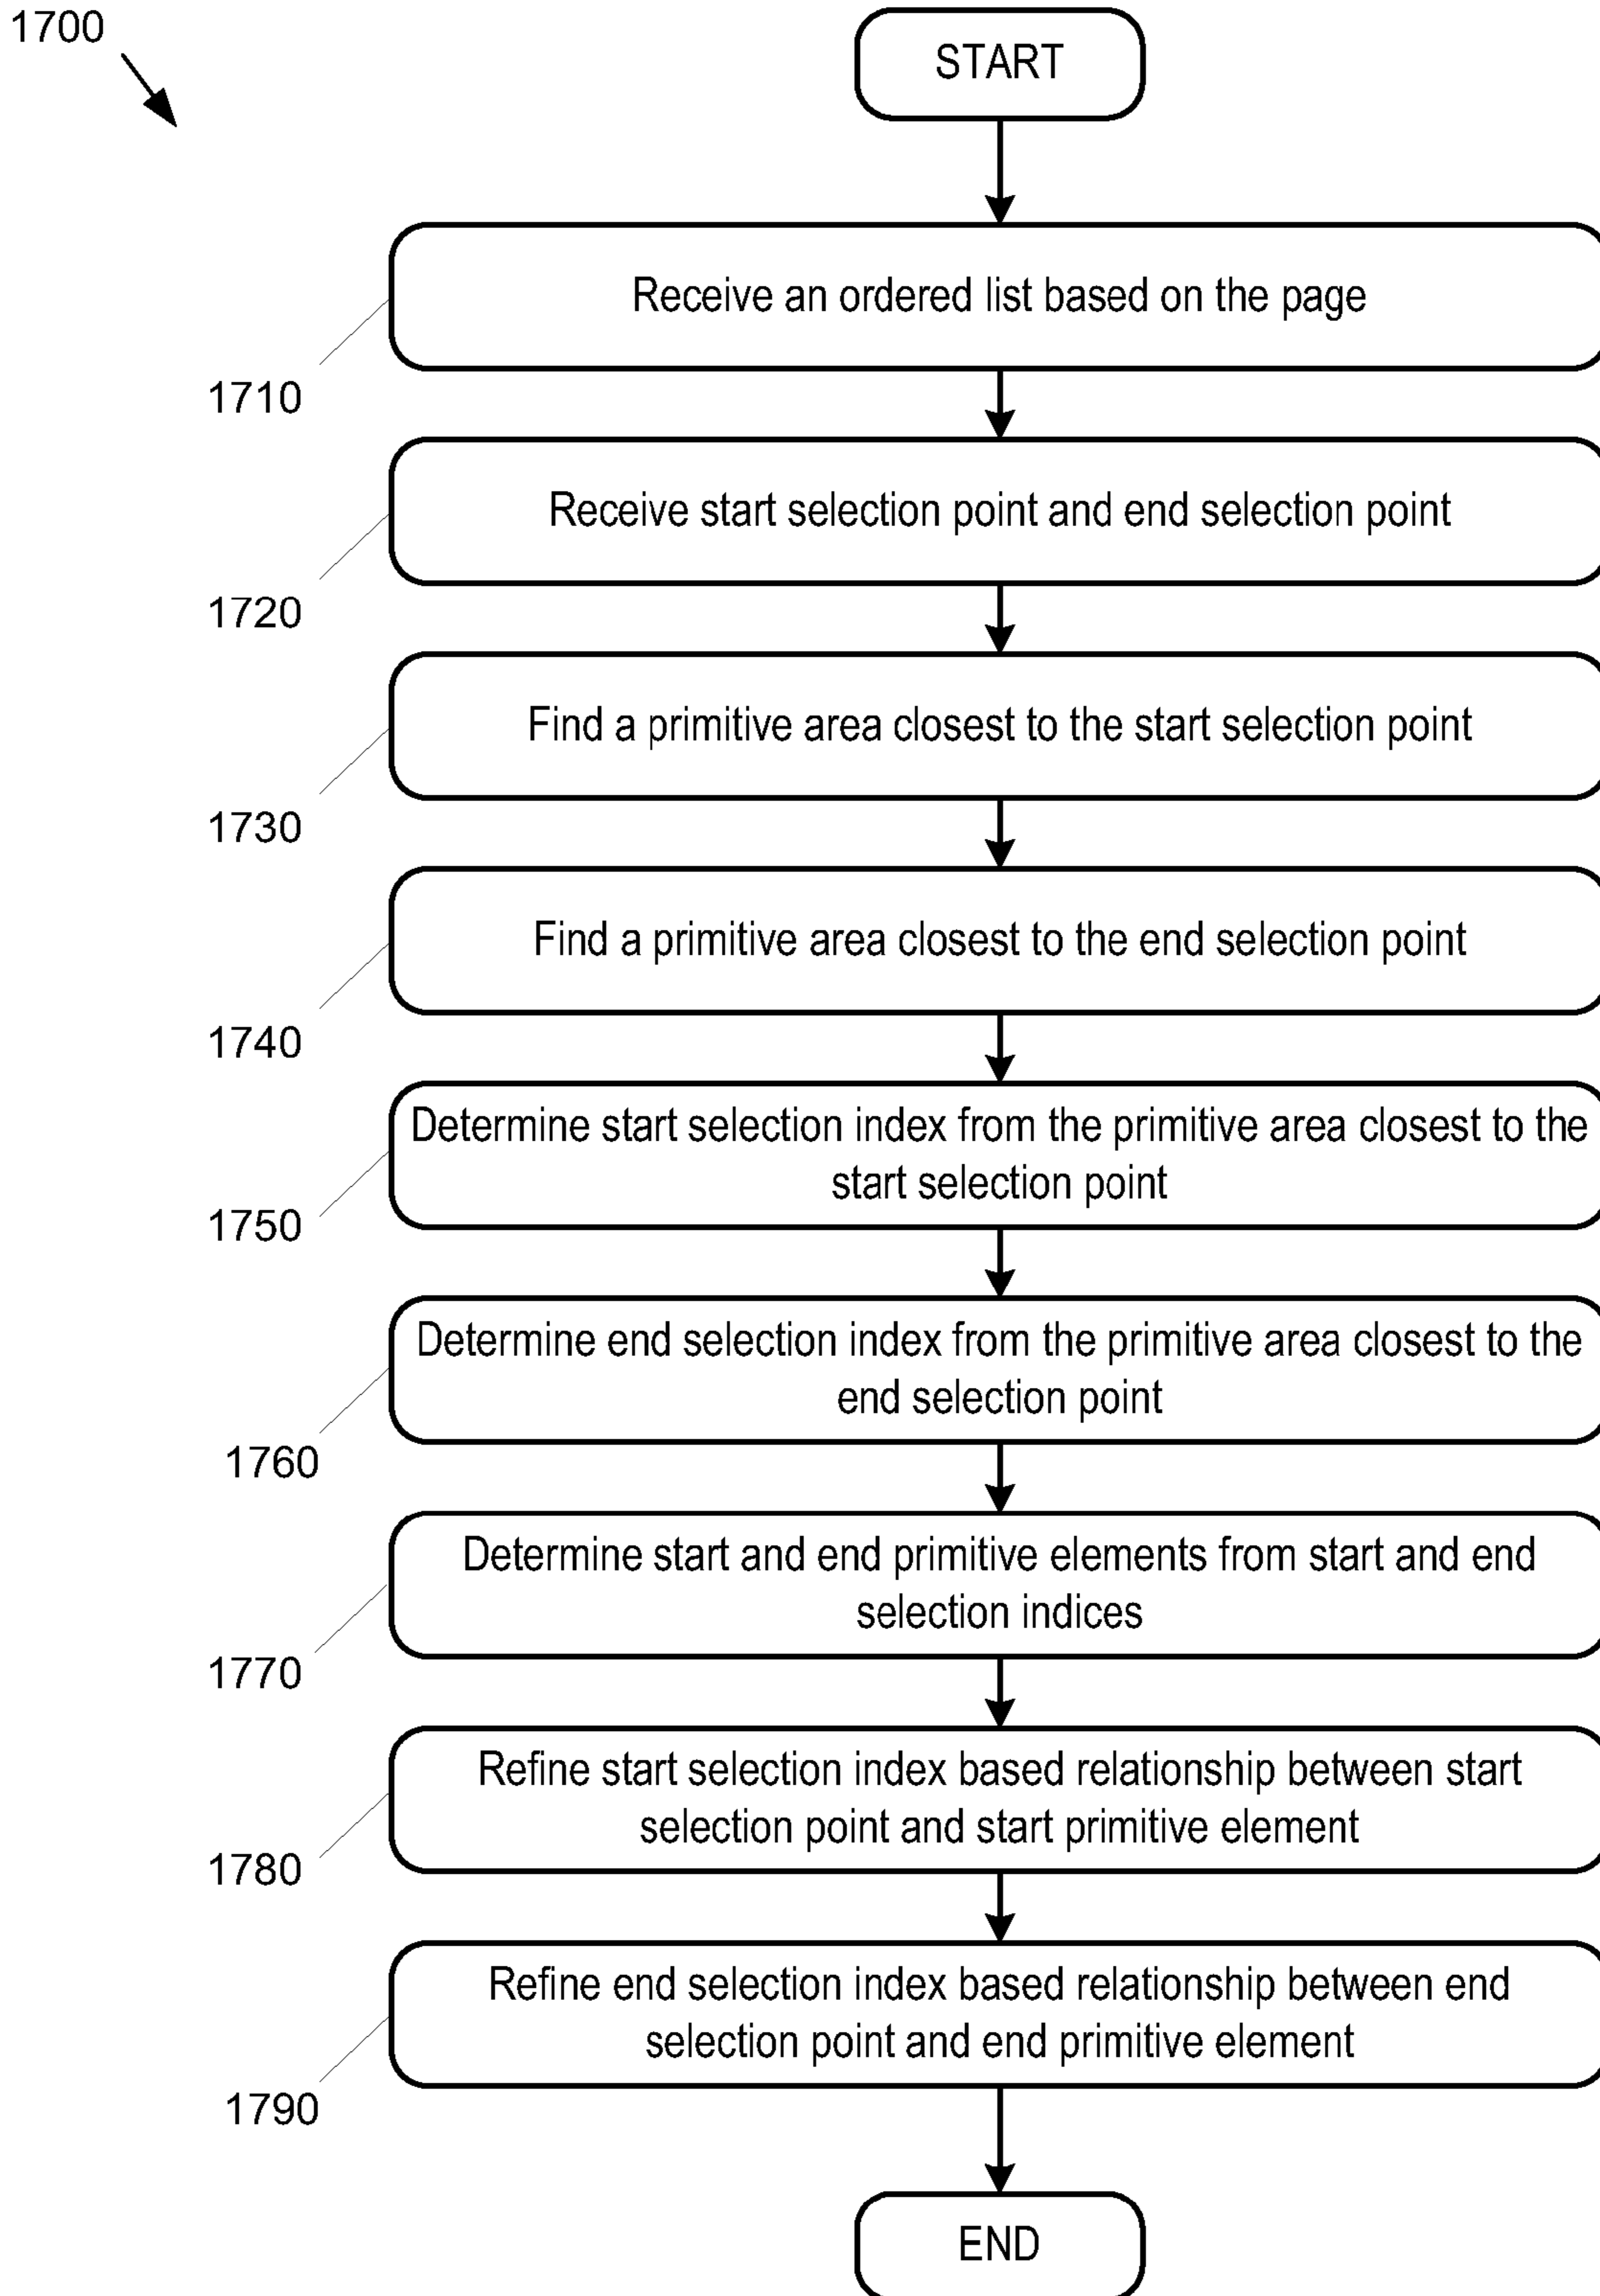 1700
START
Receive an ordered list based on the page
1710
Receive start selection point and end selection point
1720
Find a primitive area closest to the start selection point
1730
Find a primitive area closest to the end selection point
1740
Determine start selection index from the primitive area closest to the
start selection point
1750
Determine end selection index from the primitive area closest to the
end selection point
1760
Determine start and end primitive elements from start and end
selection indices
1770
Refine start selection index based relationship between start
selection point and start primitive element
1780
Refine end selection index based relationship between end
selection point and end primitive element
1790
END